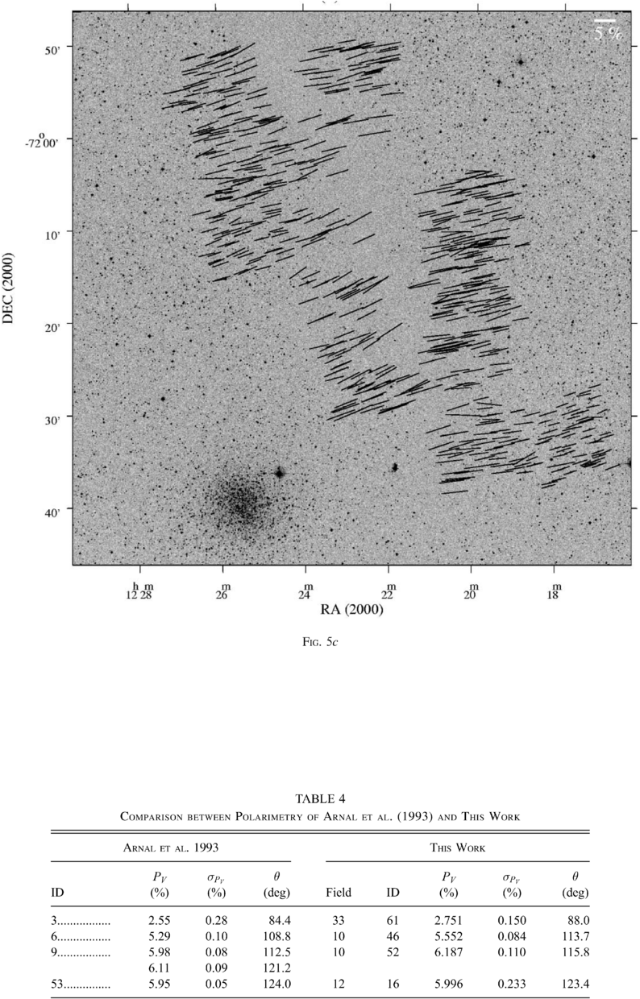 5 %
50'
-72° 00'
10'
20'
30'
40'
DEC (2000)
12 h 28 m 26 m 24 m 22 m 20 m 18 m
RA (2000)
FIG. 5c
TABLE 4
COMPARISON BETWEEN POLARIMETRY OF ARNAL ET AL. (1993) AND THIS WORK
ARNAL ET AL. 1993 THIS WORK
ID P_V (%) σ_{P_V} (%) θ (deg) Field ID P_V (%) σ_{P_V} (%) θ (deg)
3................. 2.55 0.28 84.4 33 61 2.751 0.150 88.0
6................. 5.29 0.10 108.8 10 46 5.552 0.084 113.7
9................. 5.98 0.08 112.5 10 52 6.187 0.110 115.8
6.11 0.09 121.2
53............... 5.95 0.05 124.0 12 16 5.996 0.233 123.4